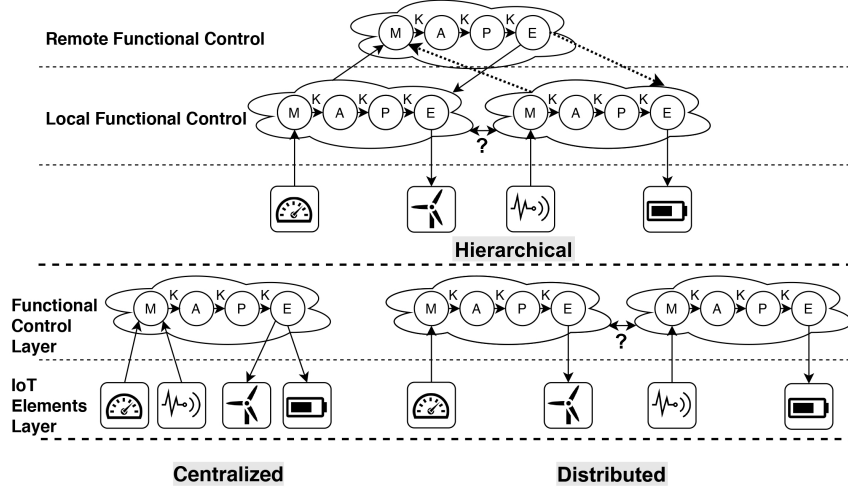 K K K
M A P E
Remote Functional Control
K K K K K K
M A P E M A P E
Local Functional Control
?
Hierarchical
K K K K K K K K K
Functional
Control
Layer
M A P E M A P E M A P E
?
IoT
Elements
Layer
Centralized Distributed